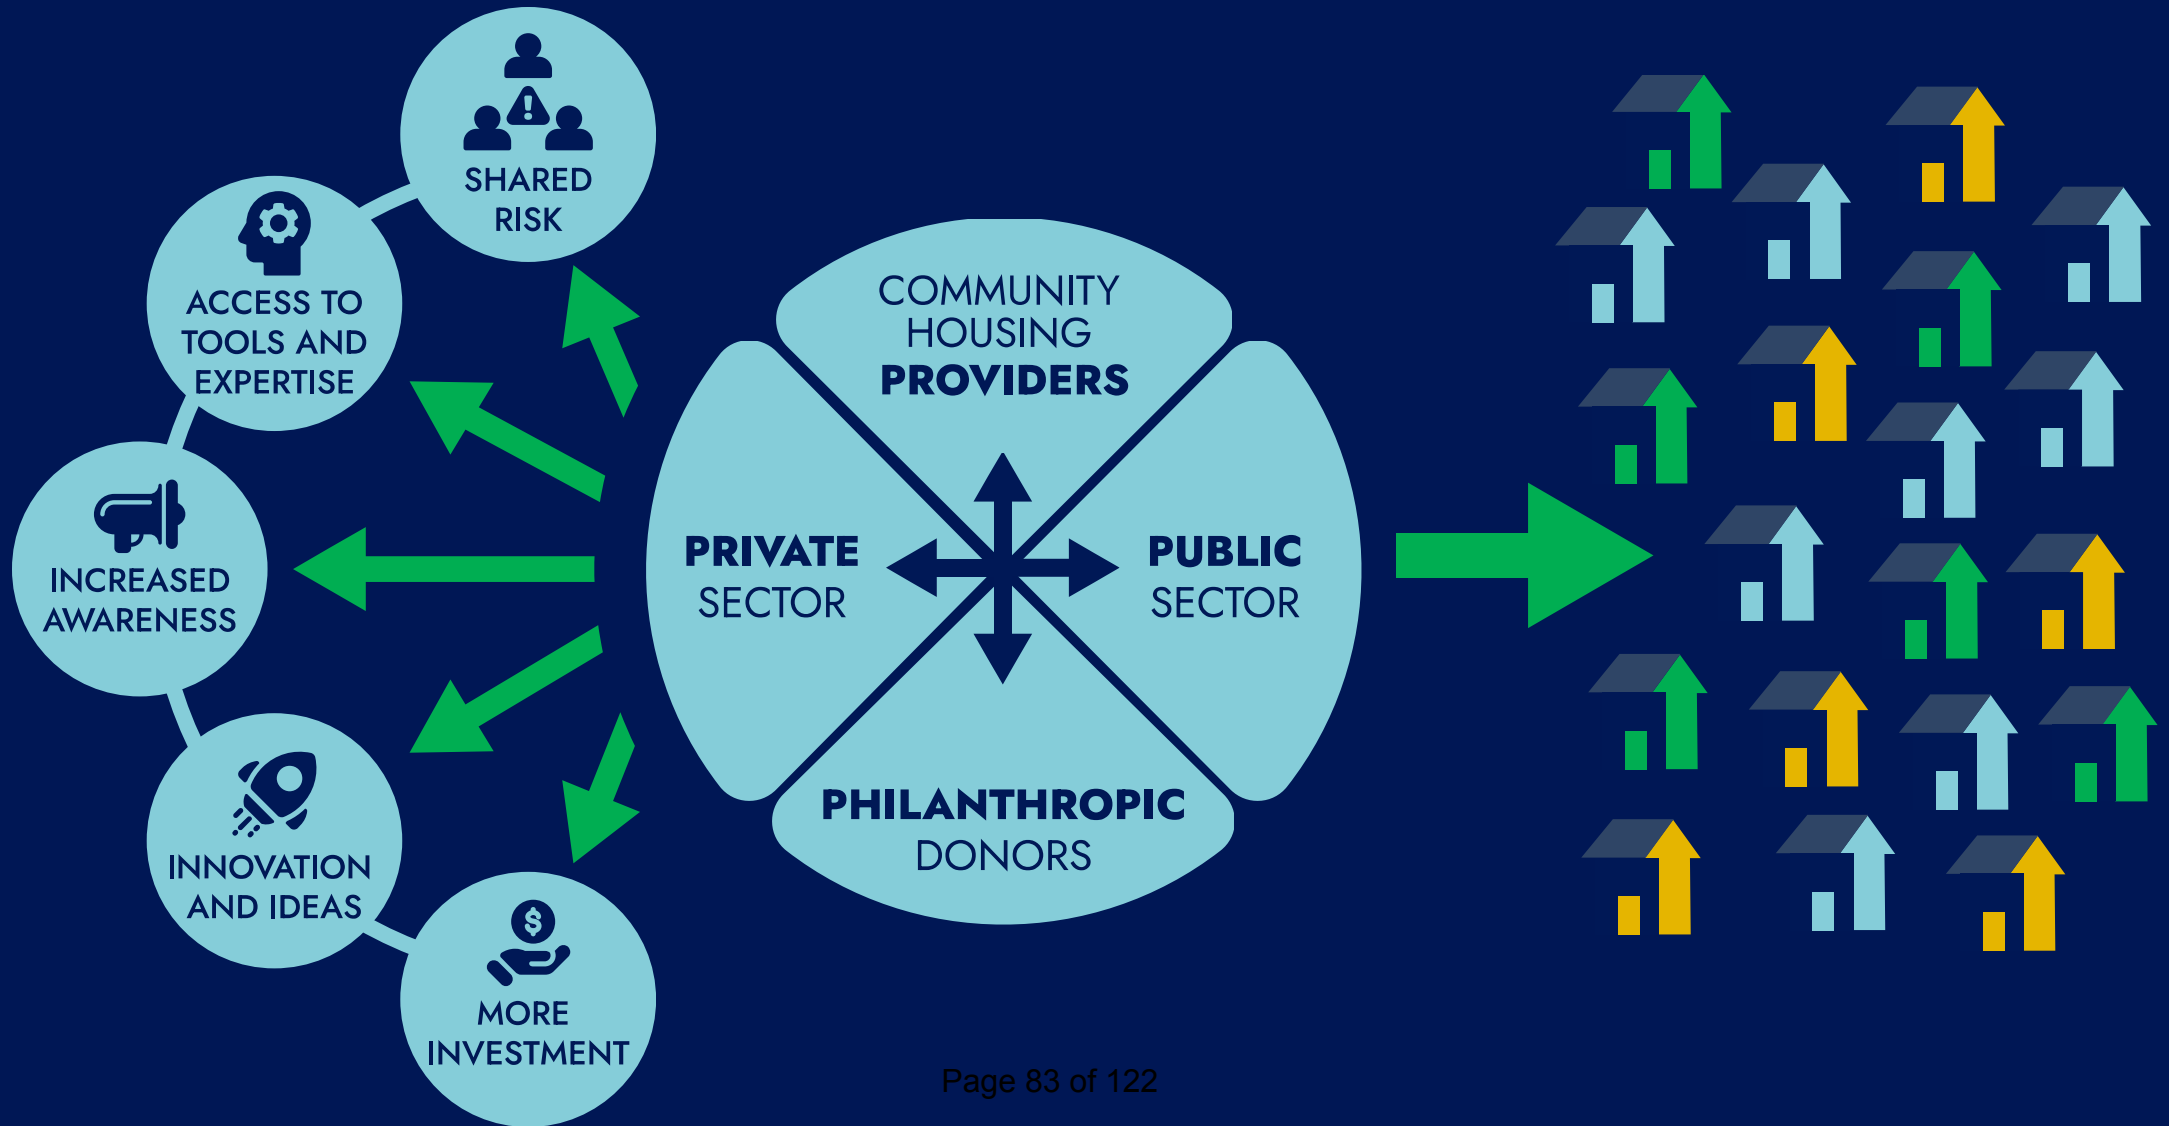 SHARED
RISK
ACCESS TO
TOOLS AND
EXPERTISE
INCREASED
AWARENESS
INNOVATION
AND IDEAS
$
MORE
INVESTMENT
COMMUNITY
HOUSING
PROVIDERS
PRIVATE
SECTOR
PUBLIC
SECTOR
PHILANTHROPIC
DONORS
Page 83 of 122